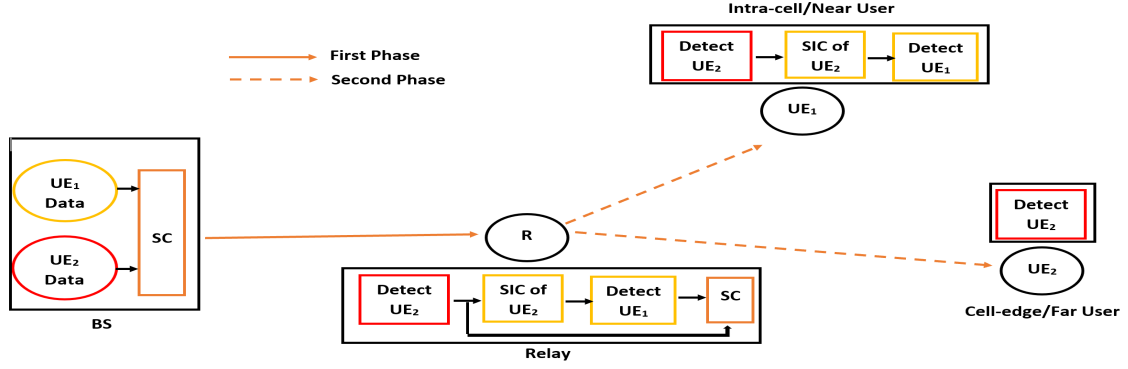 Intra-cell/Near User
Detect
UE₂
SIC of
UE₂
Detect
UE₁
First Phase
Second Phase
UE₁
UE₁
Data
UE₂
Data
SC
BS
R
Detect
UE₂
SIC of
UE₂
Detect
UE₁
SC
Relay
Detect
UE₂
UE₂
Cell-edge/Far User